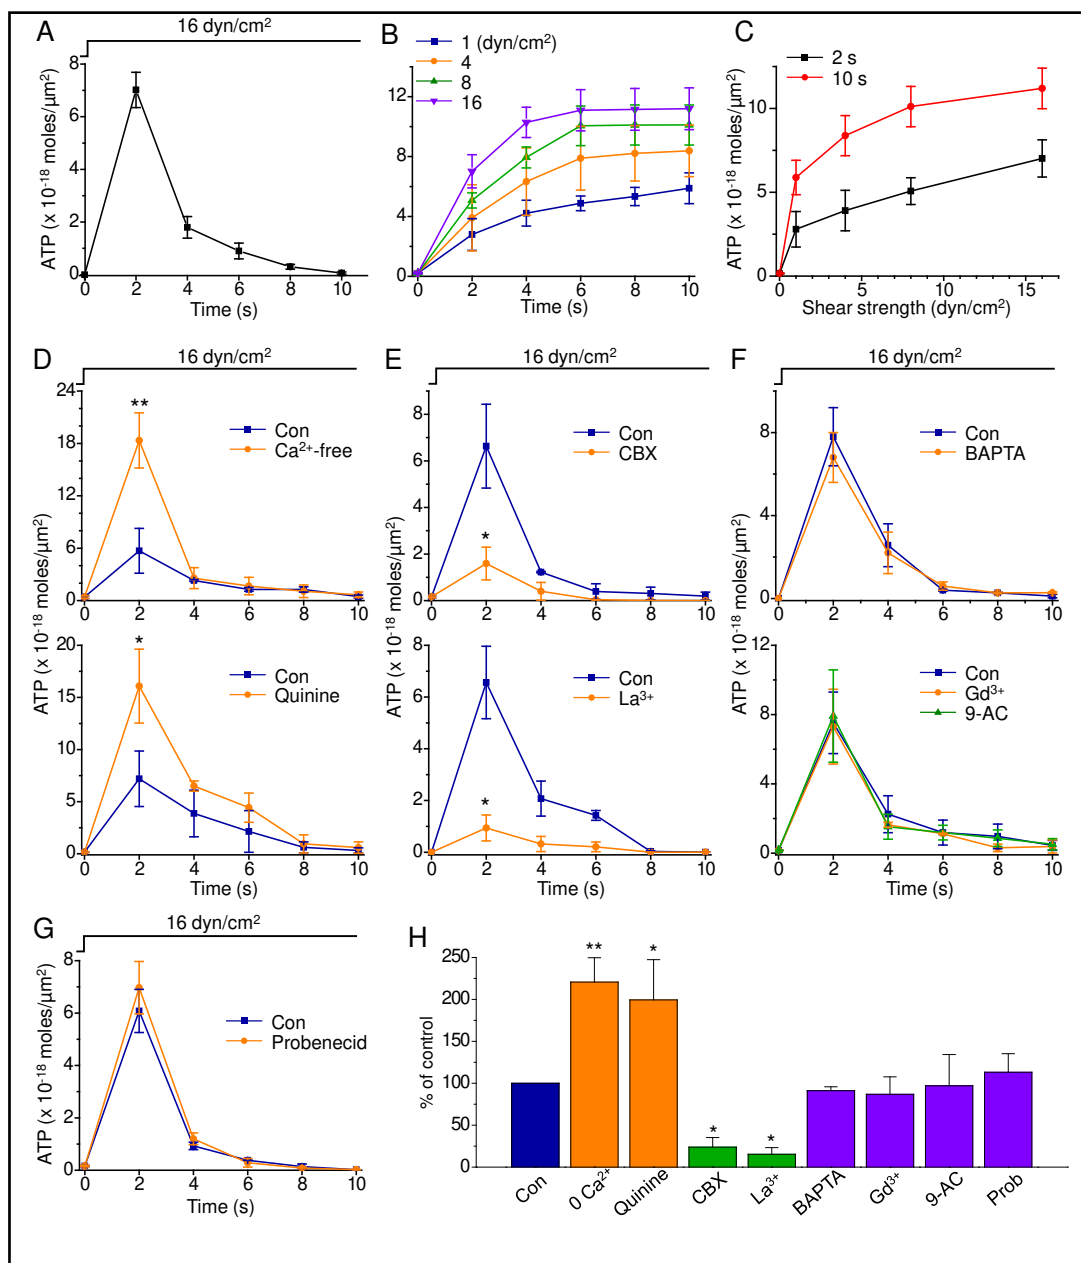 A
16 dyn/cm²
ATP (x 10⁻¹⁸ moles/µm²)
8
7
6
5
4
3
2
1
0
0 2 4 6 8 10
Time (s)
B
1 (dyn/cm²)
4
8
16
12
8
4
0
0 2 4 6 8 10
Time (s)
C
2 s
10 s
ATP (x 10⁻¹⁸ moles/µm²)
10
5
0
0 5 10 15
Shear strength (dyn/cm²)
D
16 dyn/cm²
ATP (x 10⁻¹⁸ moles/µm²)
24
18
12
6
0
**
Con
Ca²⁺-free
0 2 4 6 8 10
20
15
10
5
0
*
Con
Quinine
0 2 4 6 8 10
Time (s)
E
16 dyn/cm²
ATP (x 10⁻¹⁸ moles/µm²)
8
6
4
2
0
*
Con
CBX
0 2 4 6 8 10
8
6
4
2
0
*
Con
La³⁺
0 2 4 6 8 10
Time (s)
F
16 dyn/cm²
ATP (x 10⁻¹⁸ moles/µm²)
8
4
0
Con
BAPTA
0 2 4 6 8 10
12
8
4
0
Con
Gd³⁺
9-AC
0 2 4 6 8 10
Time (s)
G
16 dyn/cm²
ATP (x 10⁻¹⁸ moles/µm²)
8
6
4
2
0
Con
Probenecid
0 2 4 6 8 10
Time (s)
H
% of control
250
200
150
100
50
0
** * * *
Con 0 Ca²⁺ Quinine CBX La³⁺ BAPTA Gd³⁺ 9-AC Prob